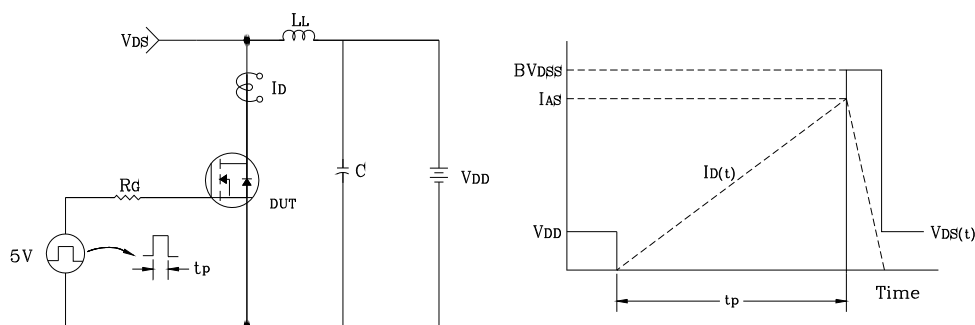 LL
VDS
ID
RG
DUT
C
VDD
5V
tp
BVDSS
IAS
ID(t)
VDD
VDS(t)
tp
Time